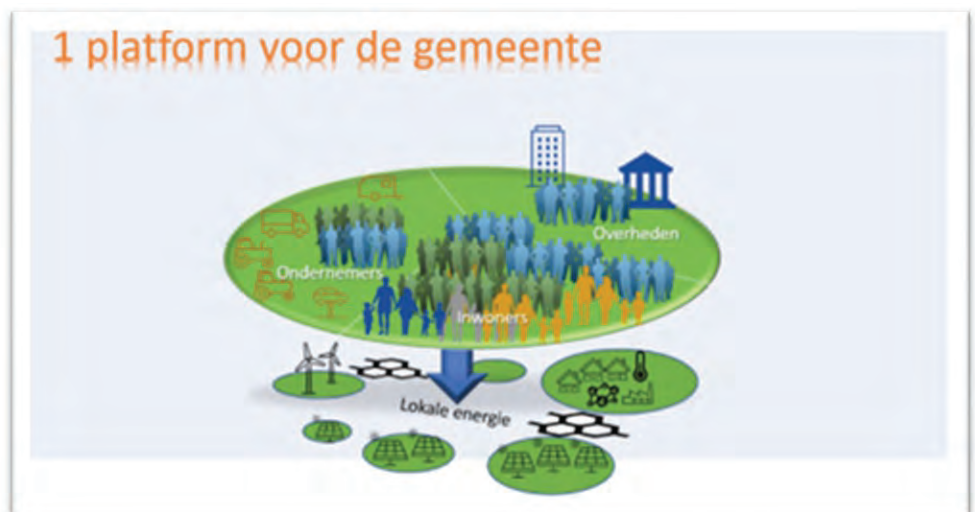 1 platform voor de gemeente
Overheden
Ondernemers
Inwoners
Lokale energie